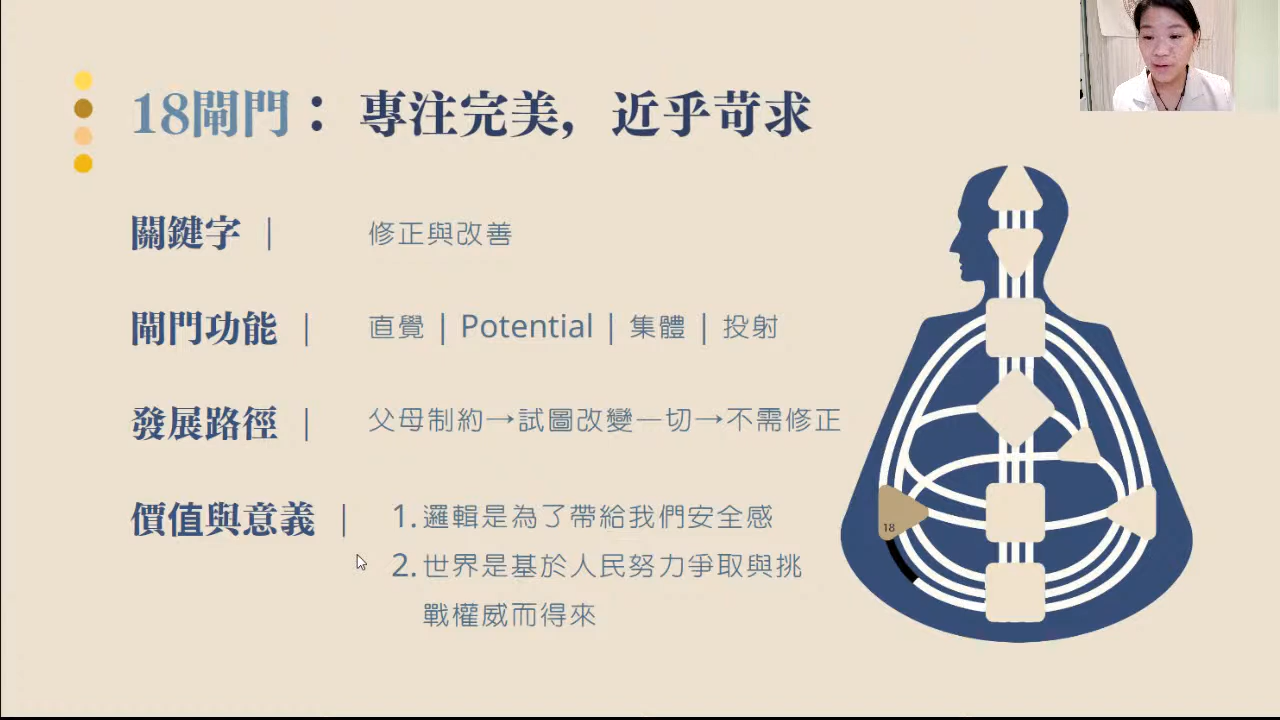 18閘門： 專注完美，近乎苛求
關鍵字｜ 修正與改善
閘門功能｜ 直覺｜Potential｜集體｜投射
發展路徑｜ 父母制約→試圖改變一切→不需修正
價值與意義｜ 1. 邏輯是為了帶給我們安全感
2. 世界是基於人民努力爭取與挑
戰權威而得來
18